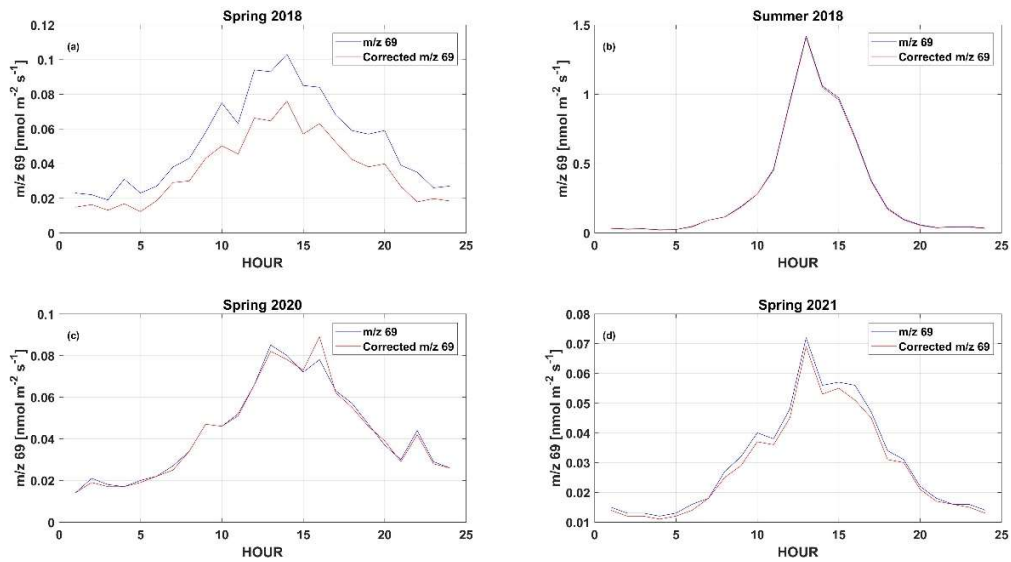 Spring 2018
(a)
m/z 69
Corrected m/z 69
m/z 69 [nmol m-2 s-1]
0.12
0.1
0.08
0.06
0.04
0.02
0
0 5 10 15 20 25
HOUR
Summer 2018
(b)
m/z 69
Corrected m/z 69
m/z 69 [nmol m-2 s-1]
1.5
1
0.5
0
0 5 10 15 20 25
HOUR
Spring 2020
(c)
m/z 69
Corrected m/z 69
m/z 69 [nmol m-2 s-1]
0.1
0.08
0.06
0.04
0.02
0
0 5 10 15 20 25
HOUR
Spring 2021
(d)
m/z 69
Corrected m/z 69
m/z 69 [nmol m-2 s-1]
0.08
0.07
0.06
0.05
0.04
0.03
0.02
0.01
0 5 10 15 20 25
HOUR